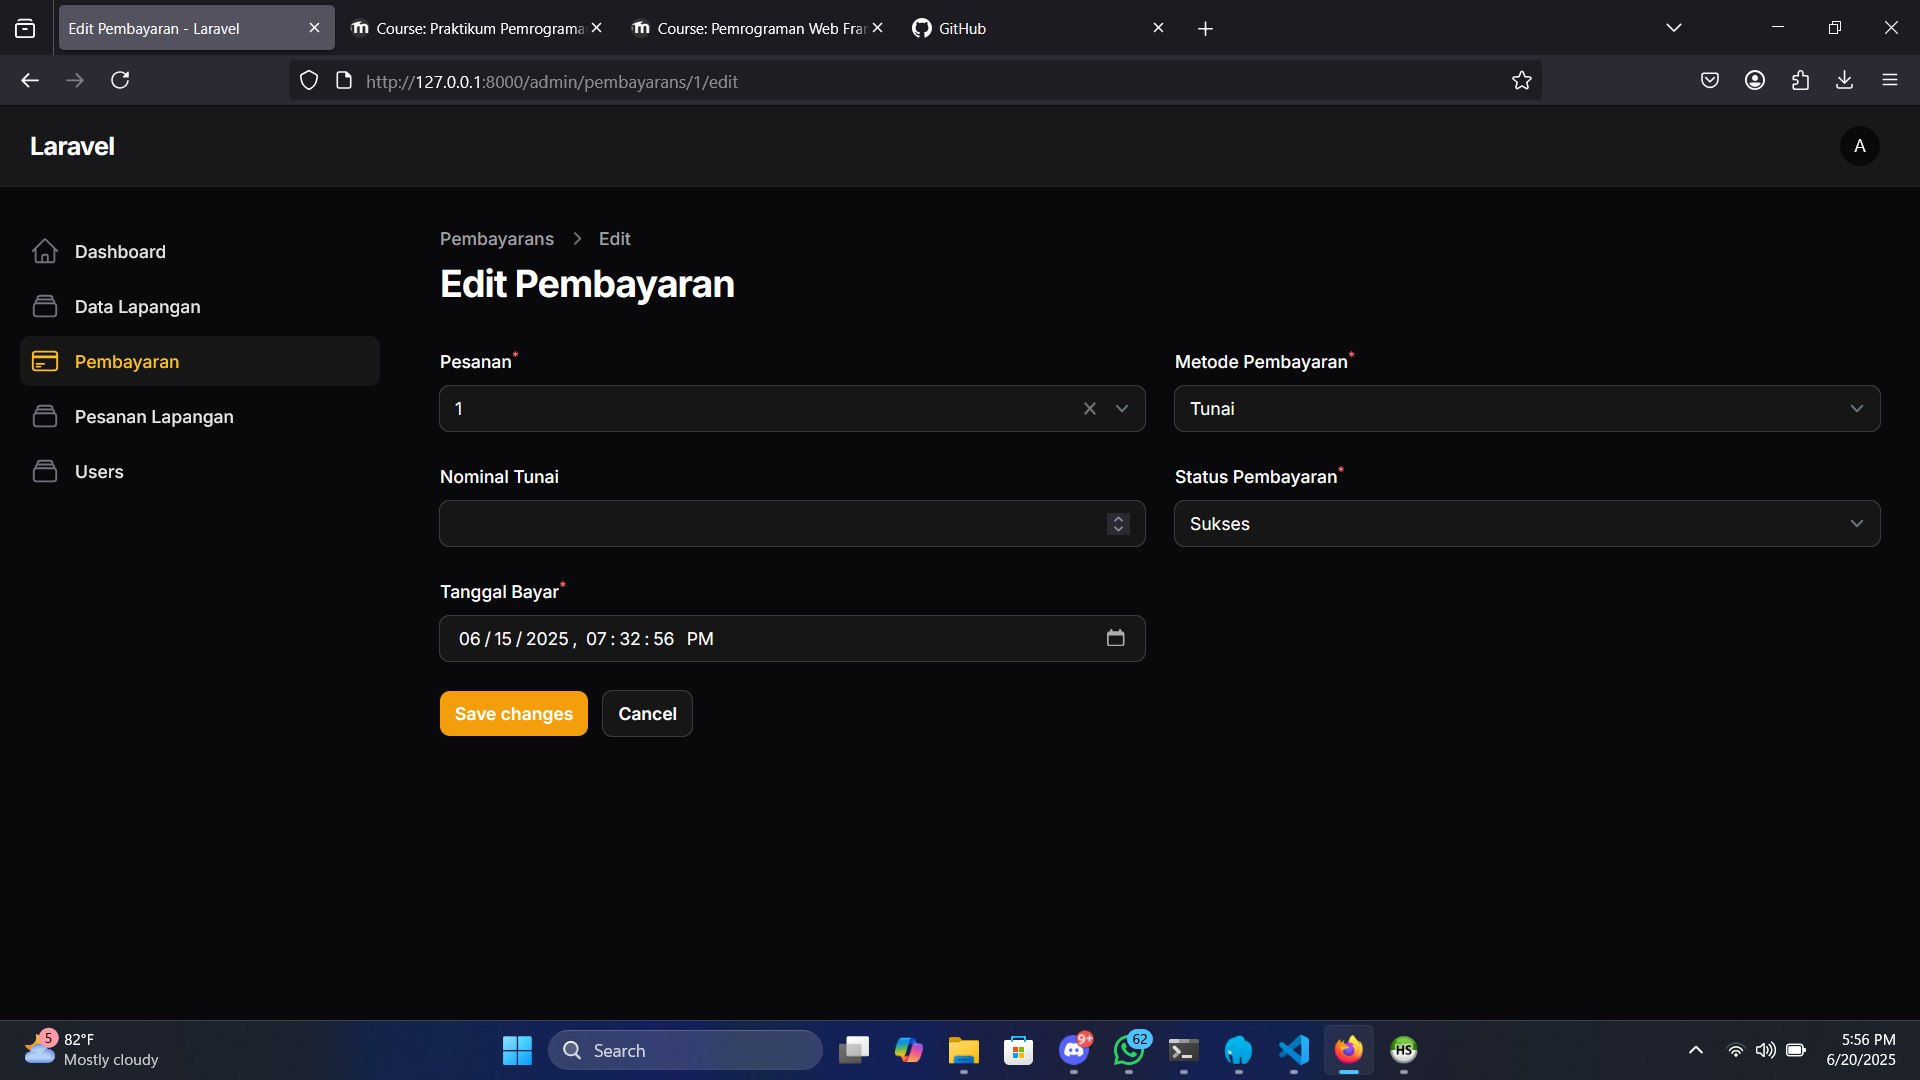 Edit Pembayaran - Laravel
Course: Praktikum Pemrograma
Course: Pemrograman Web Fra
GitHub
http://127.0.0.1:8000/admin/pembayarans/1/edit
Laravel
A
Dashboard
Data Lapangan
Pembayaran
Pesanan Lapangan
Users
Pembayarans > Edit
Edit Pembayaran
Pesanan*
1
Metode Pembayaran*
Tunai
Nominal Tunai
Status Pembayaran*
Sukses
Tanggal Bayar*
06/15/2025, 07:32:56 PM
Save changes
Cancel
5
82°F
Mostly cloudy
Search
9+
62
HS
5:56 PM
6/20/2025